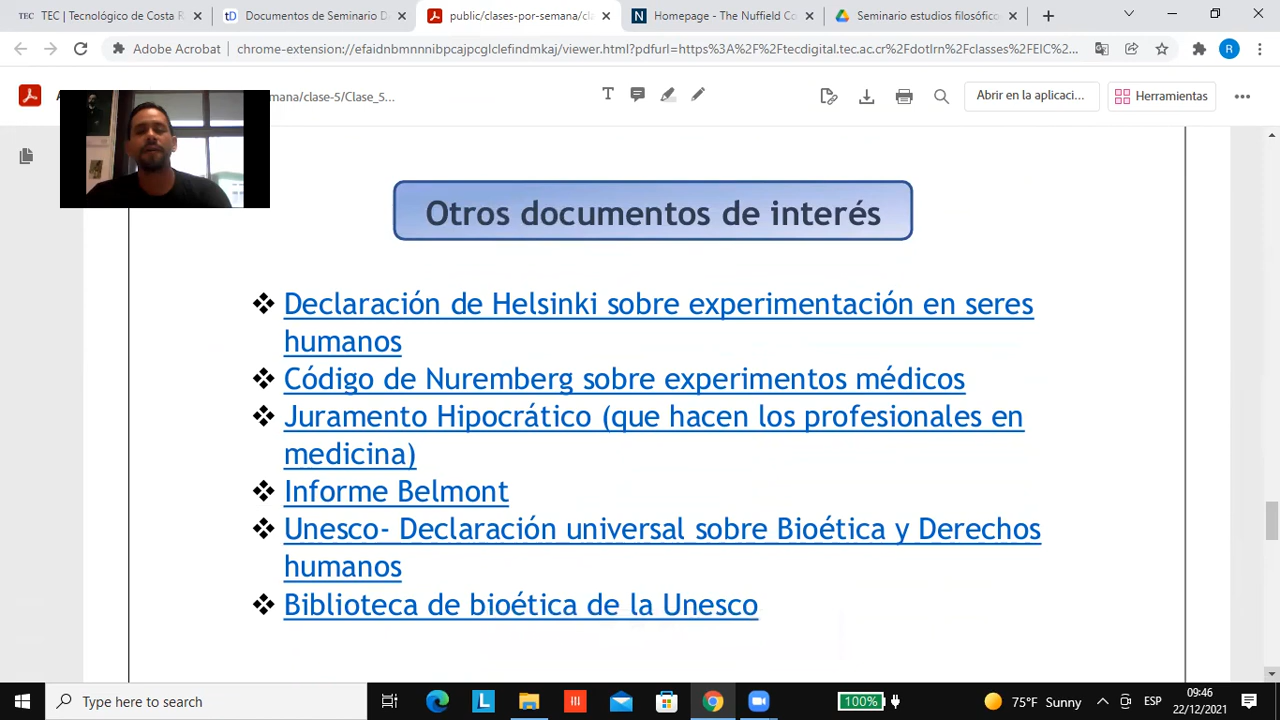 TEC | Tecnológico de Costa R
Documentos de Seminario D
public/clases-por-semana/cla
Homepage - The Nuffield Co
Seminario estudios filosófico
Adobe Acrobat
chrome-extension://efaidnbmnnnibpcajpcglclefindmkaj/viewer.html?pdfurl=https%3A%2F%2Ftecdigital.tec.ac.cr%2Fdotlrn%2Fclasses%2FEIC%2...
R
mana/clase-5/Clase_5...
Abrir en la aplicaci...
Herramientas
Otros documentos de interés
❖ Declaración de Helsinki sobre experimentación en seres
humanos
❖ Código de Nuremberg sobre experimentos médicos
❖ Juramento Hipocrático (que hacen los profesionales en
medicina)
❖ Informe Belmont
❖ Unesco- Declaración universal sobre Bioética y Derechos
humanos
❖ Biblioteca de bioética de la Unesco
Type here to search
100%
75°F Sunny
ESP
09:46
22/12/2021